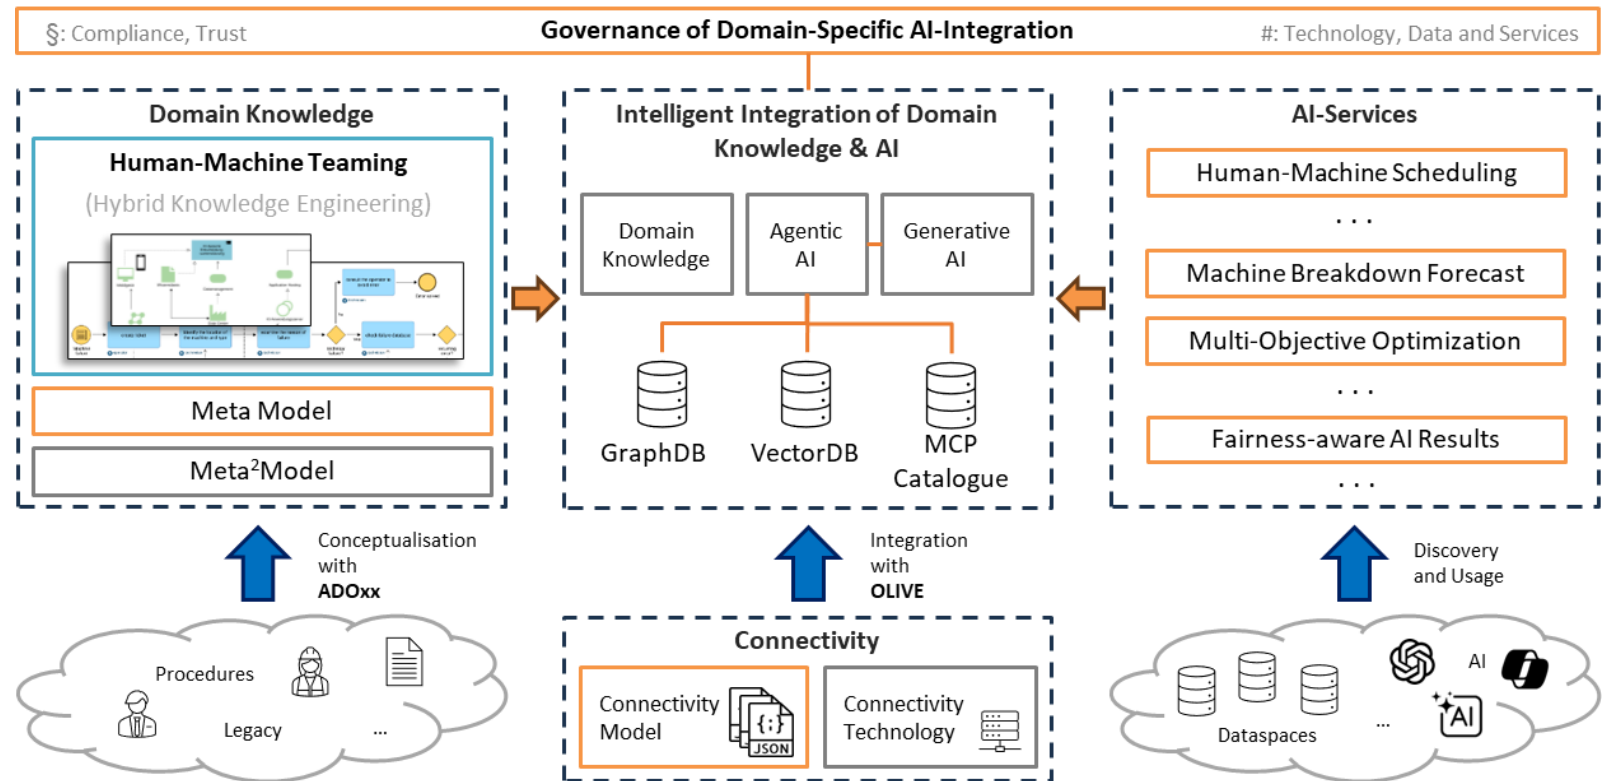 §: Compliance, Trust
Governance of Domain-Specific AI-Integration
#: Technology, Data and Services
Domain Knowledge
Human-Machine Teaming
(Hybrid Knowledge Engineering)
Meta Model
Meta²Model
Intelligent Integration of Domain
Knowledge & AI
Domain
Knowledge
Agentic
AI
Generative
AI
GraphDB
VectorDB
MCP
Catalogue
AI-Services
Human-Machine Scheduling
. . .
Machine Breakdown Forecast
Multi-Objective Optimization
. . .
Fairness-aware AI Results
. . .
Conceptualisation
with
ADOxx
Integration
with
OLIVE
Discovery
and Usage
Procedures
Legacy
...
Connectivity
Connectivity
Model
{;}
JSON
Connectivity
Technology
AI
AI
...
Dataspaces